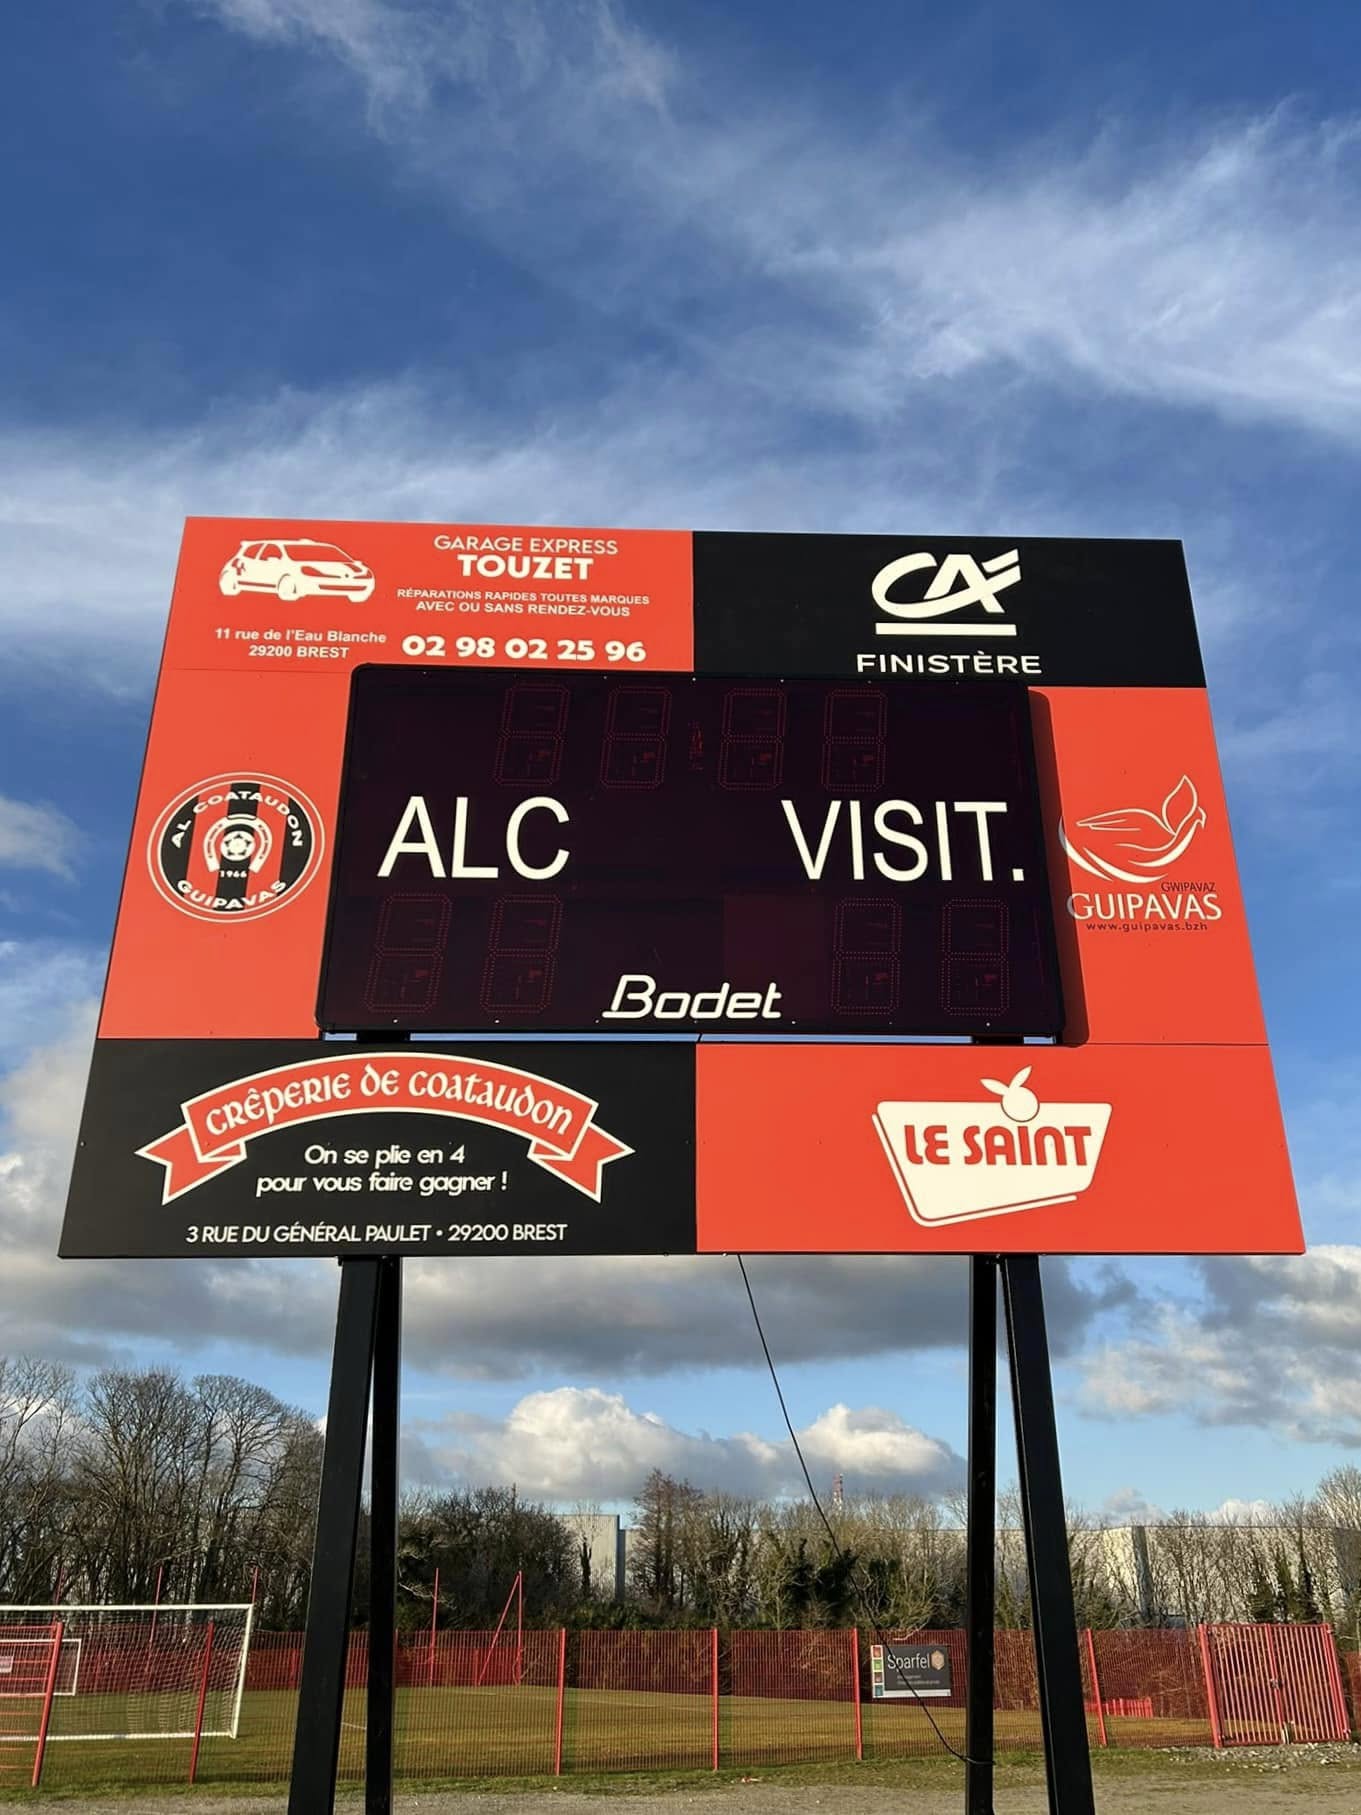 GARAGE EXPRESS
TOUZET
RÉPARATIONS RAPIDES TOUTES MARQUES
AVEC OU SANS RENDEZ-VOUS
11 rue de l'Eau Blanche
29200 BREST
02 98 02 25 96
CA
FINISTÈRE
AL COATAUDON
1966
GUIPAVAS
ALC
VISIT.
Bodet
GWIPAVAZ
GUIPAVAS
www.guipavas.bzh
CRÊPERIE DE COATAUDON
On se plie en 4
pour vous faire gagner !
3 RUE DU GÉNÉRAL PAULET • 29200 BREST
LE SAINT
Sparfel